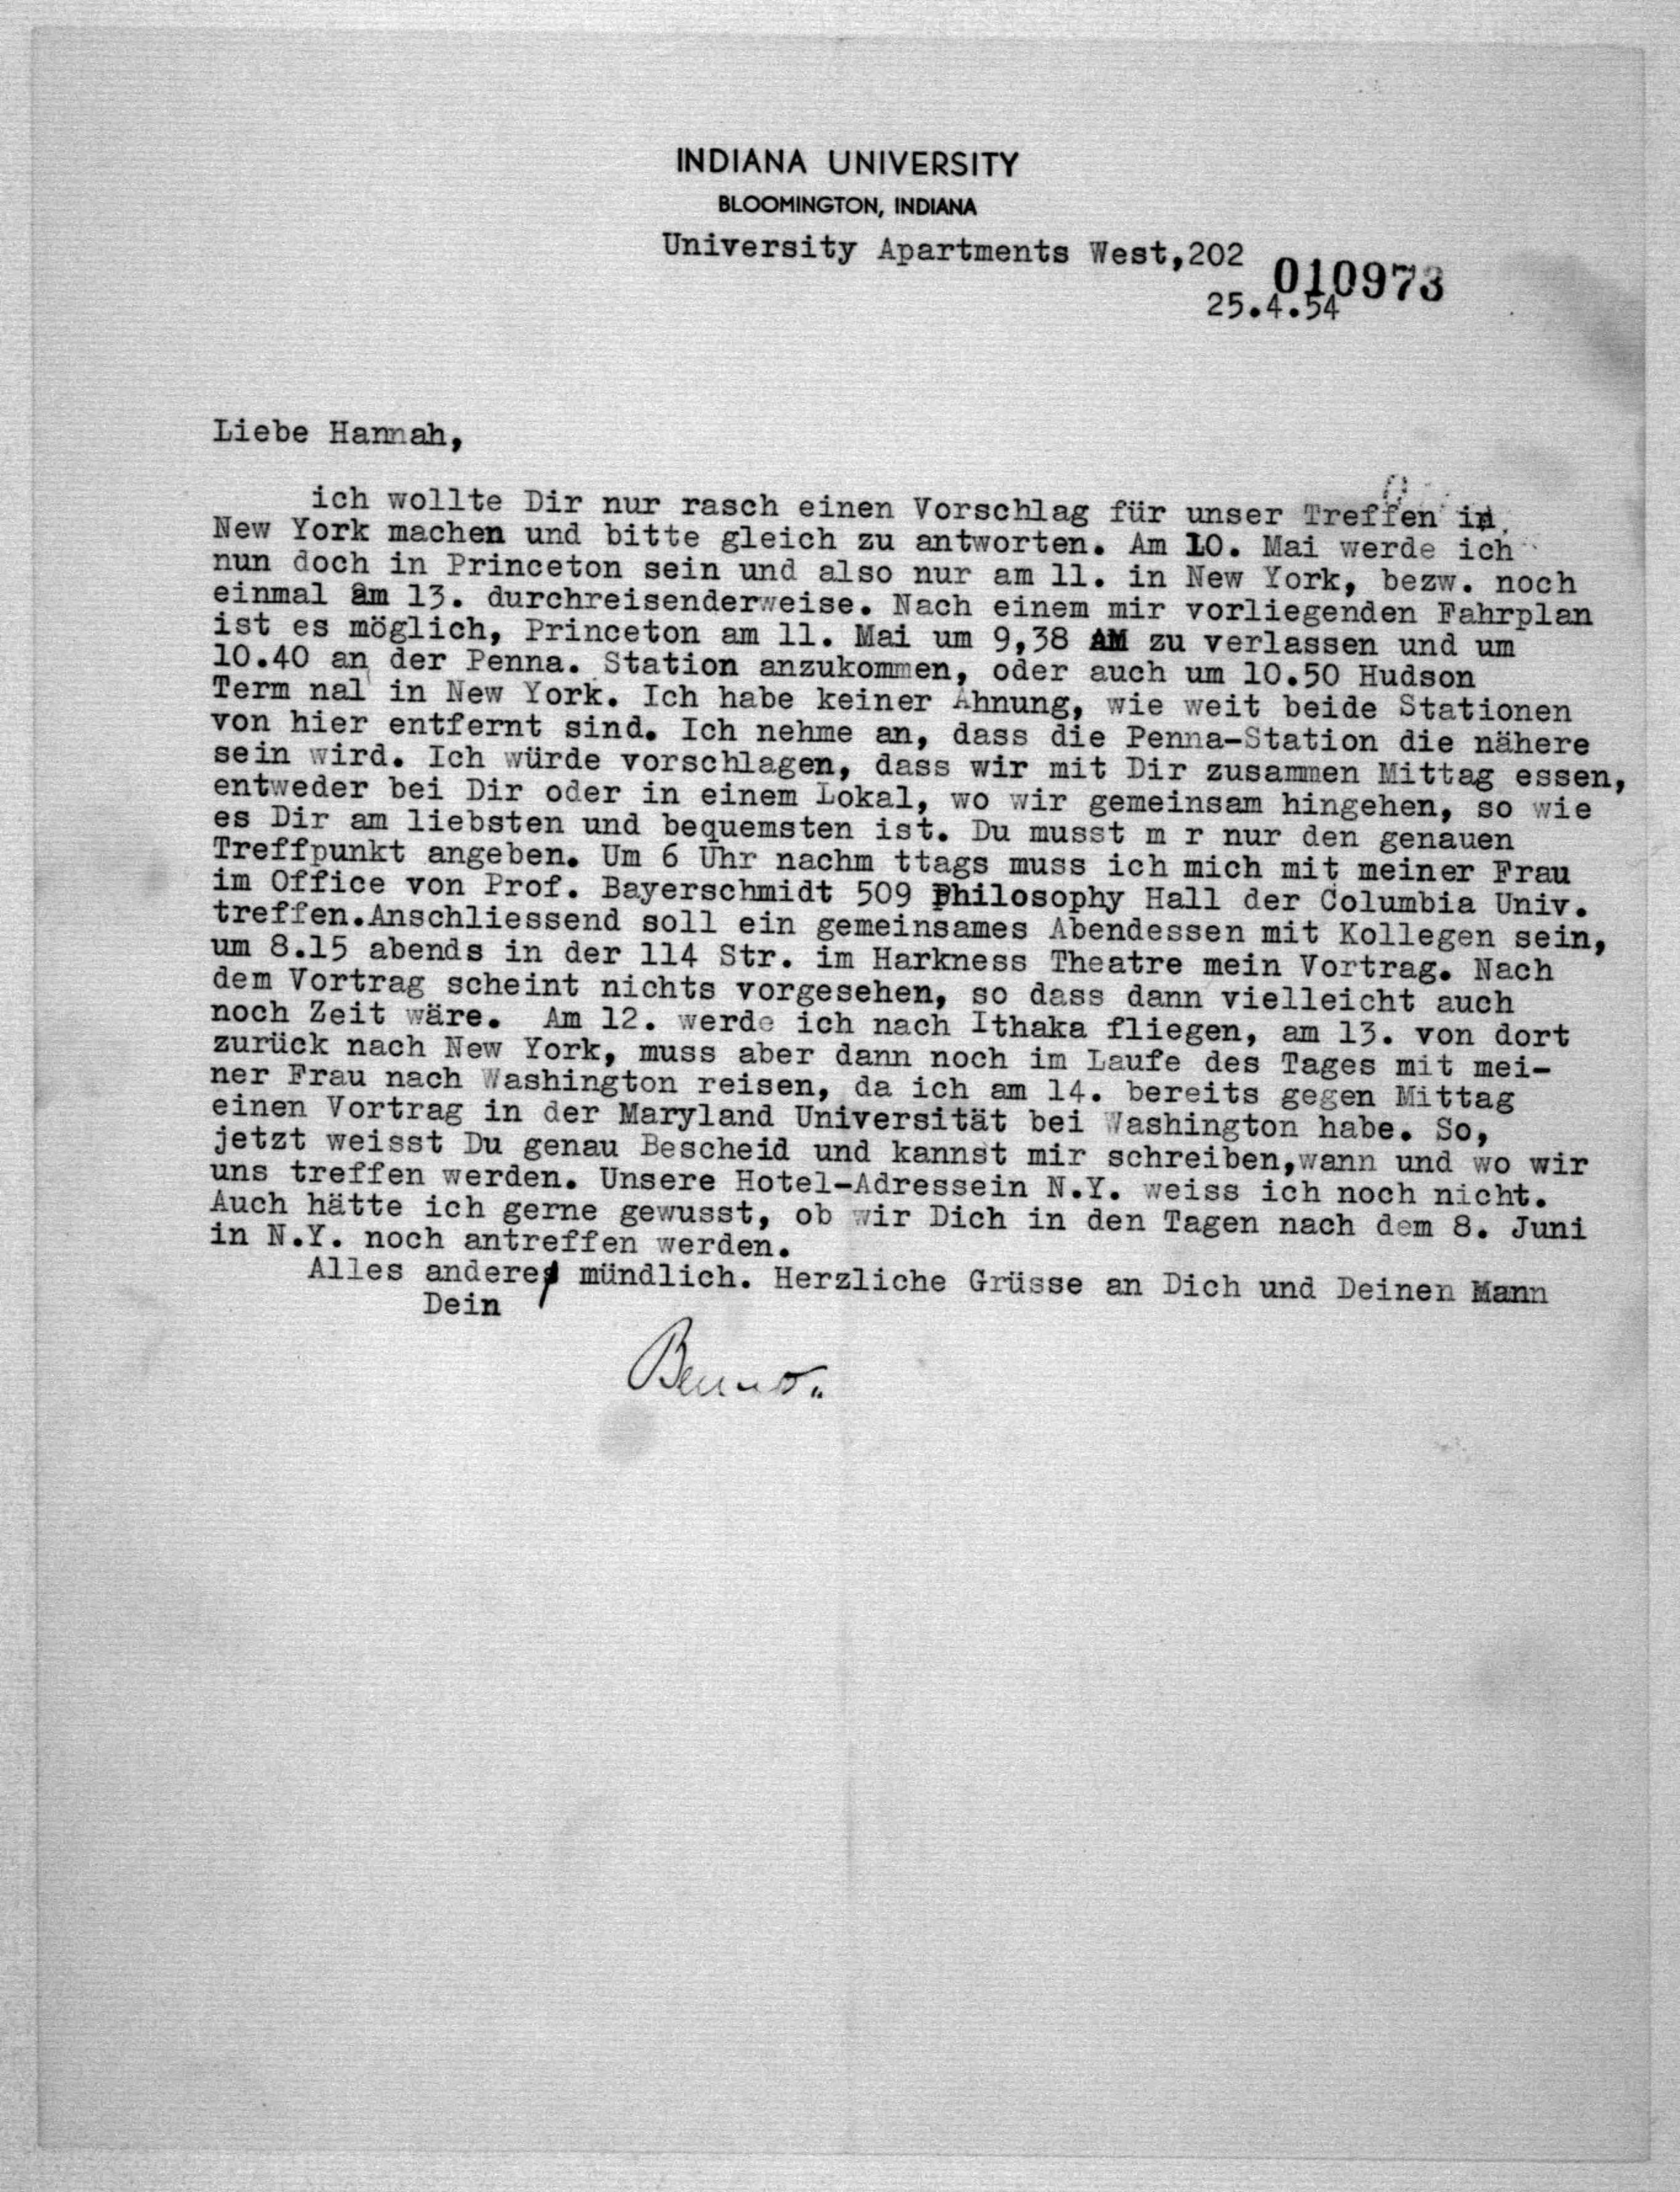 INDIANA UNIVERSITY
BLOOMINGTON, INDIANA
University Apartments West,202
010973
25.4.54
Liebe Hannah,
ich wollte Dir nur rasch einen Vorschlag für unser Treffen in
New York machen und bitte gleich zu antworten. Am 10. Mai werde ich
nun doch in Princeton sein und also nur am 11. in New York, bezw. noch
einmal am 13. durchreisenderweise. Nach einem mir vorliegenden Fahrplan
ist es möglich, Princeton am 11. Mai um 9,38 AM zu verlassen und um
10.40 an der Penna. Station anzukommen, oder auch um 10.50 Hudson
Term nal in New York. Ich habe keiner Ahnung, wie weit beide Stationen
von hier entfernt sind. Ich nehme an, dass die Penna-Station die nähere
sein wird. Ich würde vorschlagen, dass wir mit Dir zusammen Mittag essen,
entweder bei Dir oder in einem Lokal, wo wir gemeinsam hingehen, so wie
es Dir am liebsten und bequemsten ist. Du musst m r nur den genauen
Treffpunkt angeben. Um 6 Uhr nachm ttags muss ich mich mit meiner Frau
im Office von Prof. Bayerschmidt 509 Philosophy Hall der Columbia Univ.
treffen.Anschliessend soll ein gemeinsames Abendessen mit Kollegen sein,
um 8.15 abends in der 114 Str. im Harkness Theatre mein Vortrag. Nach
dem Vortrag scheint nichts vorgesehen, so dass dann vielleicht auch
noch Zeit wäre.  Am 12. werde ich nach Ithaka fliegen, am 13. von dort
zurück nach New York, muss aber dann noch im Laufe des Tages mit mei-
ner Frau nach Washington reisen, da ich am 14. bereits gegen Mittag
einen Vortrag in der Maryland Universität bei Washington habe. So,
jetzt weisst Du genau Bescheid und kannst mir schreiben,wann und wo wir
uns treffen werden. Unsere Hotel-Adressein N.Y. weiss ich noch nicht.
Auch hätte ich gerne gewusst, ob wir Dich in den Tagen nach dem 8. Juni
in N.Y. noch antreffen werden.
Alles andere mündlich. Herzliche Grüsse an Dich und Deinen Mann
Dein
Benno.